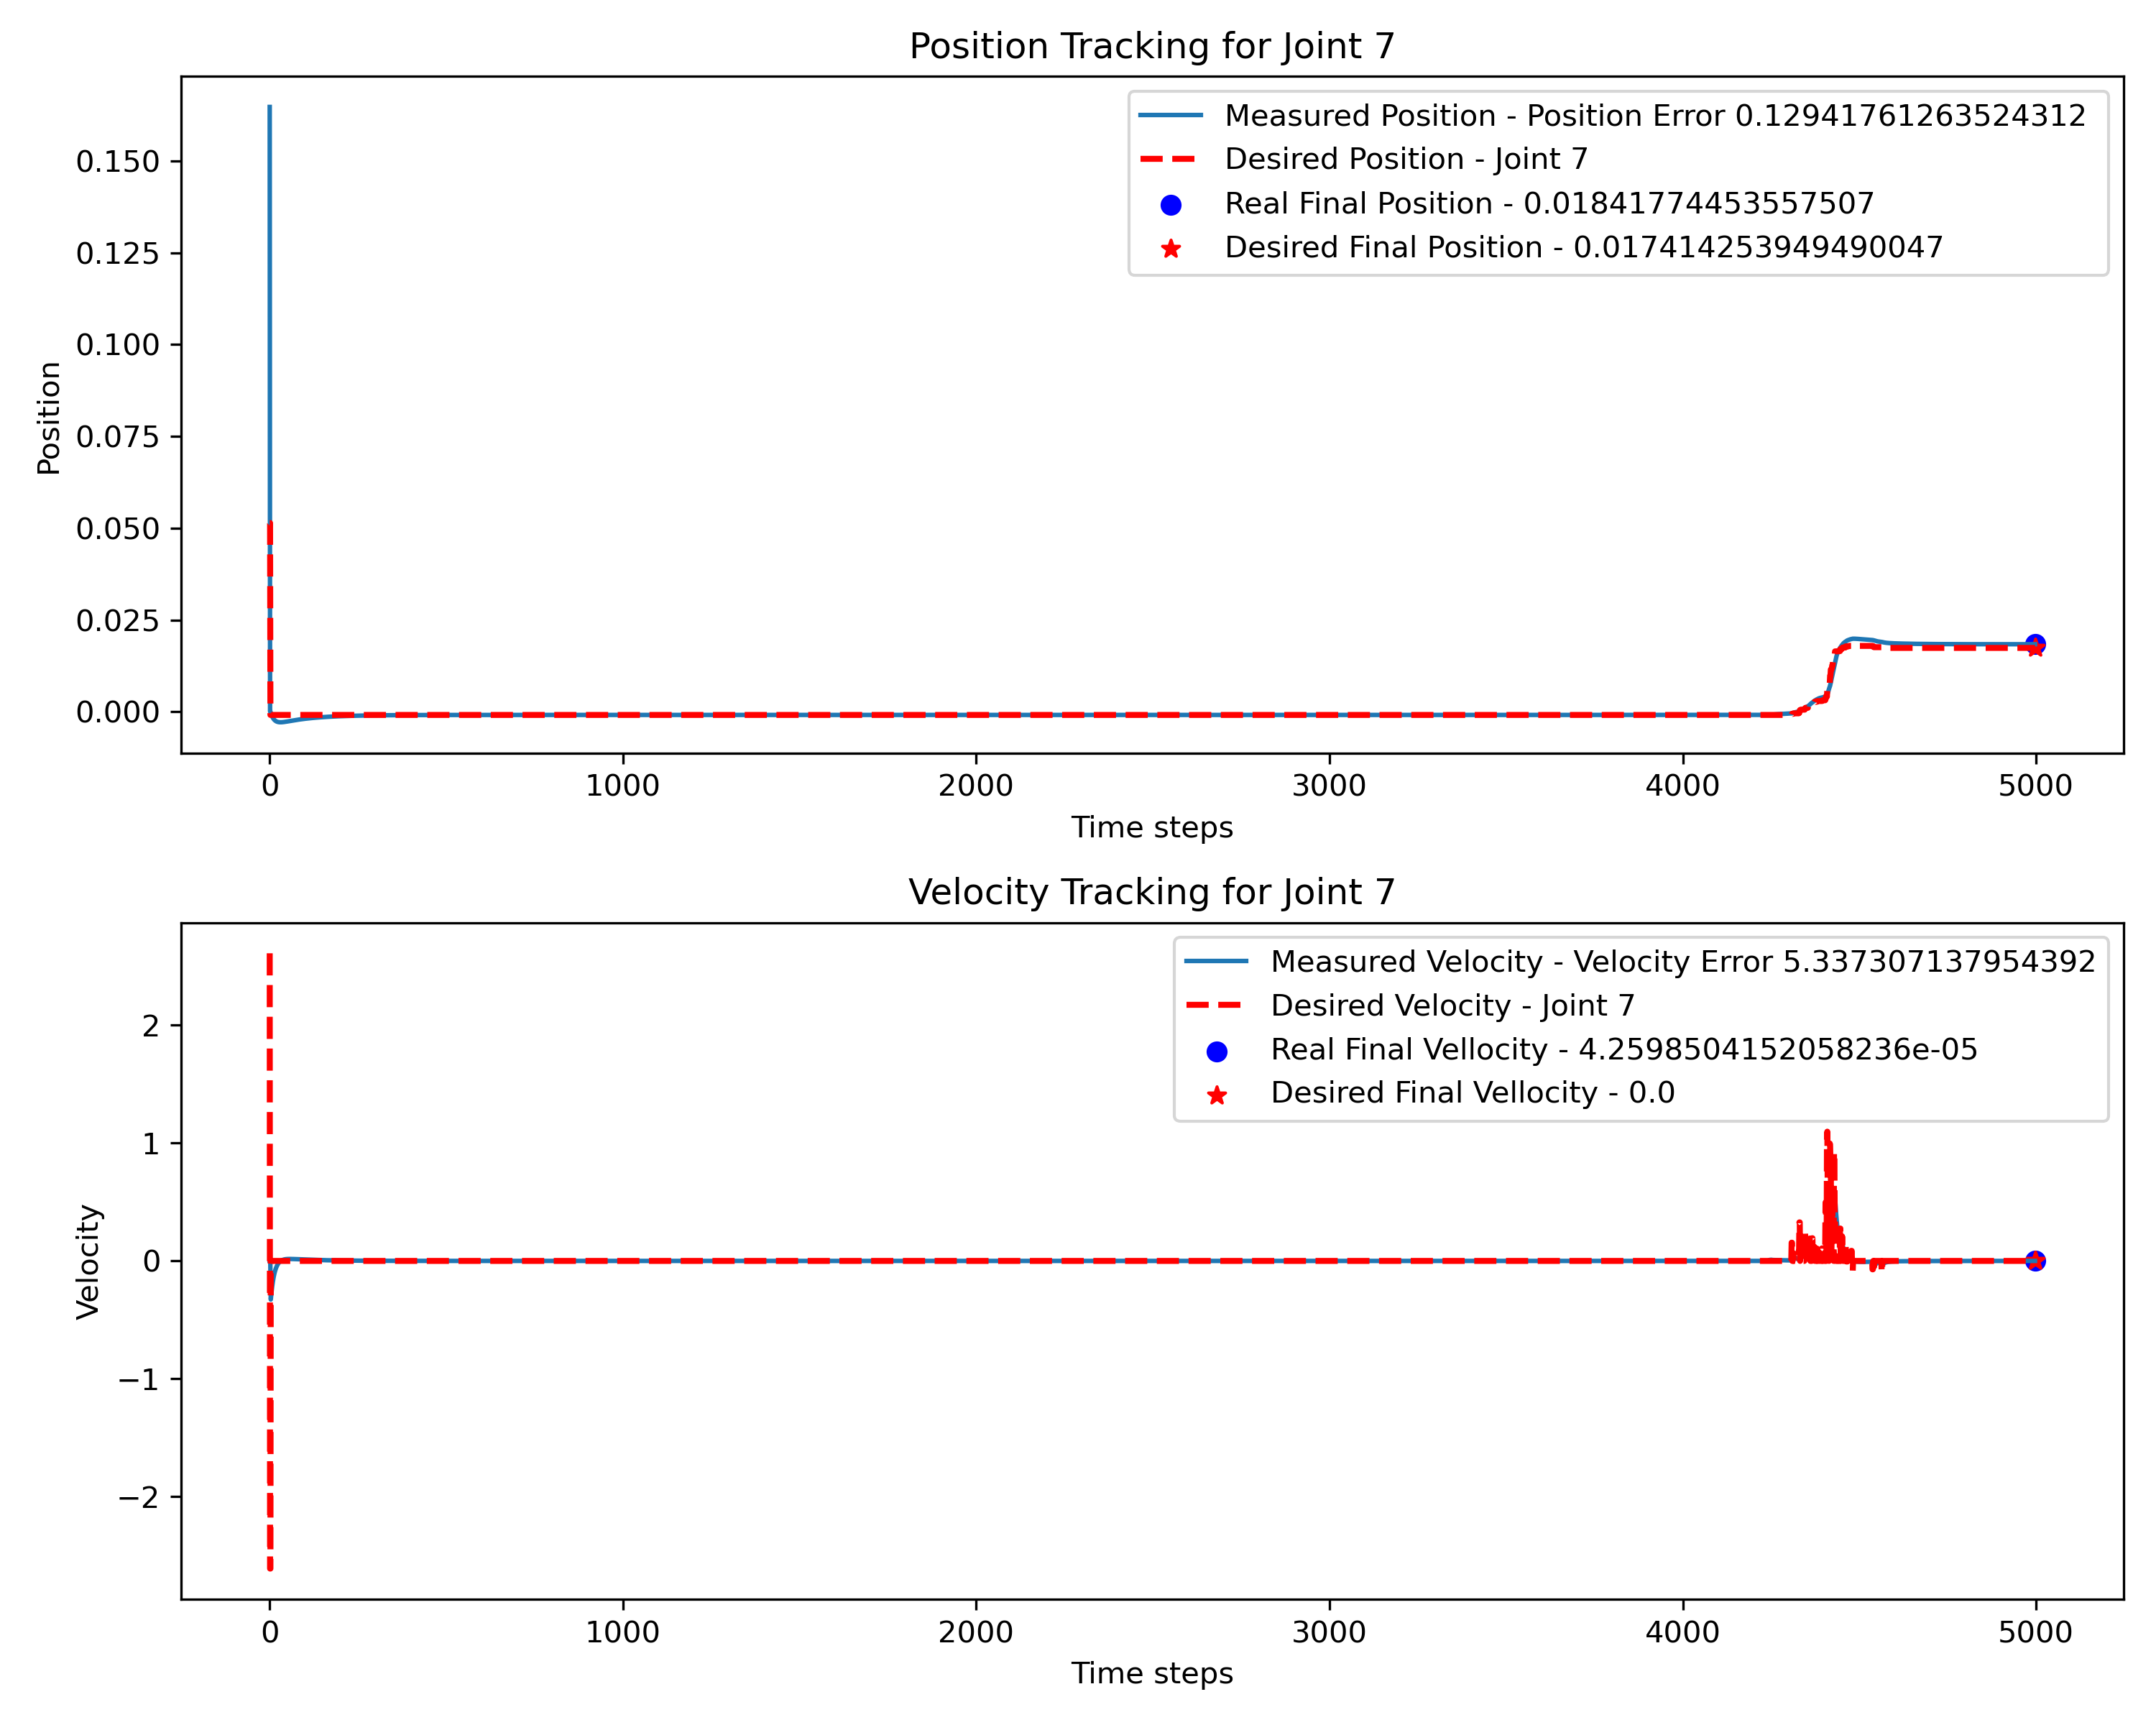 Position Tracking for Joint 7
Measured Position - Position Error 0.12941761263524312
Desired Position - Joint 7
Real Final Position - 0.01841774453557507
Desired Final Position - 0.017414253949490047
0.150
0.125
0.100
0.075
0.050
0.025
0.000
Position
0 1000 2000 3000 4000 5000
Time steps
Velocity Tracking for Joint 7
Measured Velocity - Velocity Error 5.337307137954392
Desired Velocity - Joint 7
Real Final Vellocity - 4.2598504152058236e-05
Desired Final Vellocity - 0.0
2
1
0
−1
−2
Velocity
0 1000 2000 3000 4000 5000
Time steps